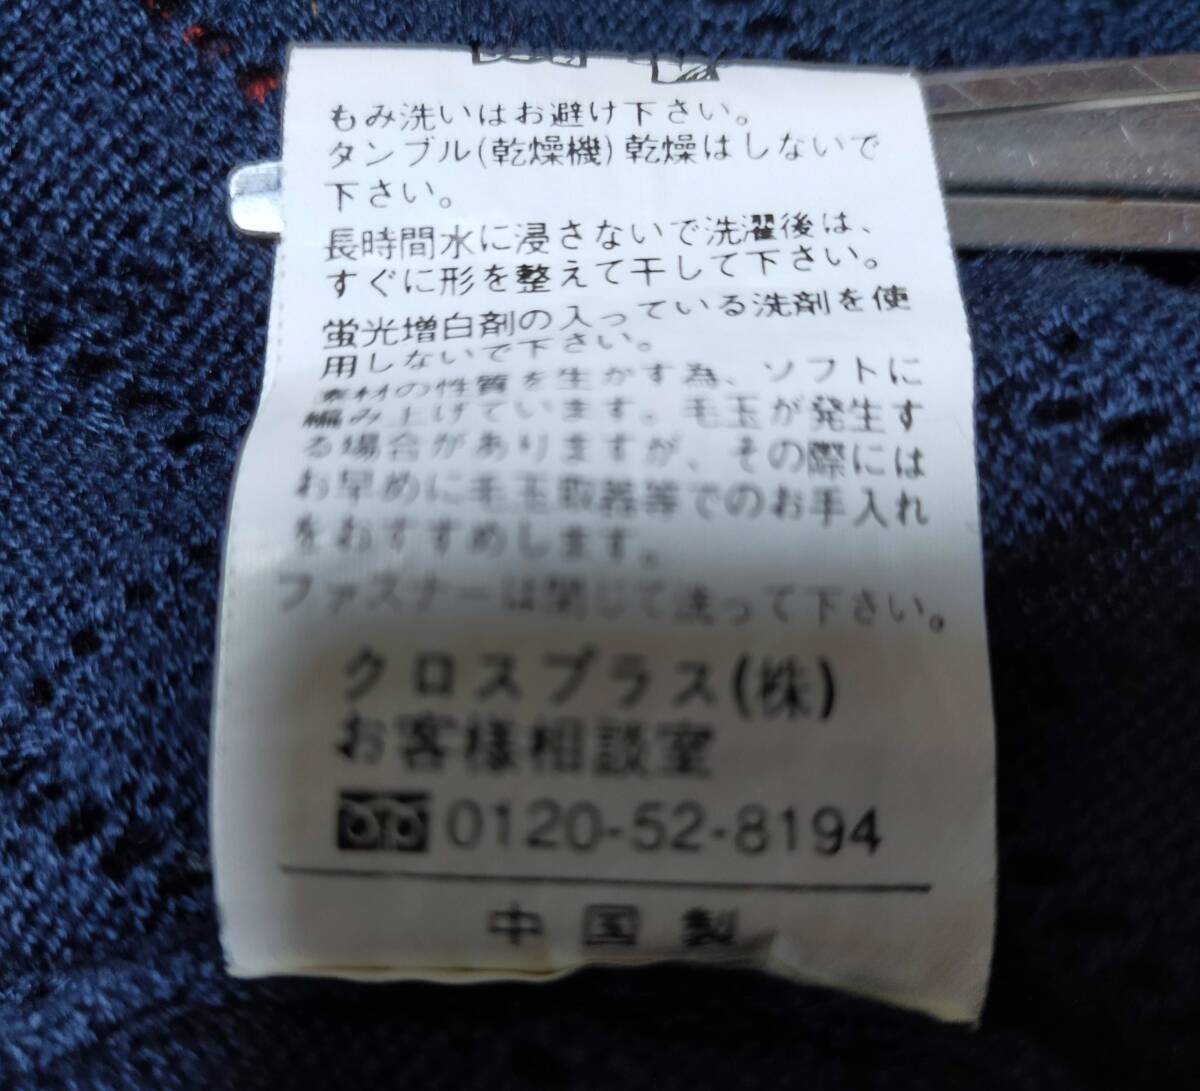 もみ洗いはお避け下さい。
タンブル(乾燥機)乾燥はしないで
下さい。
長時間水に浸さないで洗濯後は、
すぐに形を整えて干して下さい。
蛍光増白剤の入っている洗剤を使
用しないで下さい。
素材の性質を生かす為、ソフトに
編み上げています。毛玉が発生す
る場合がありますが、その際には
お早めに毛玉取器等でのお手入れ
をおすすめします。
ファスナーは閉じて洗って下さい。
クロスプラス(株)
お客様相談室
0120-52-8194
中国製